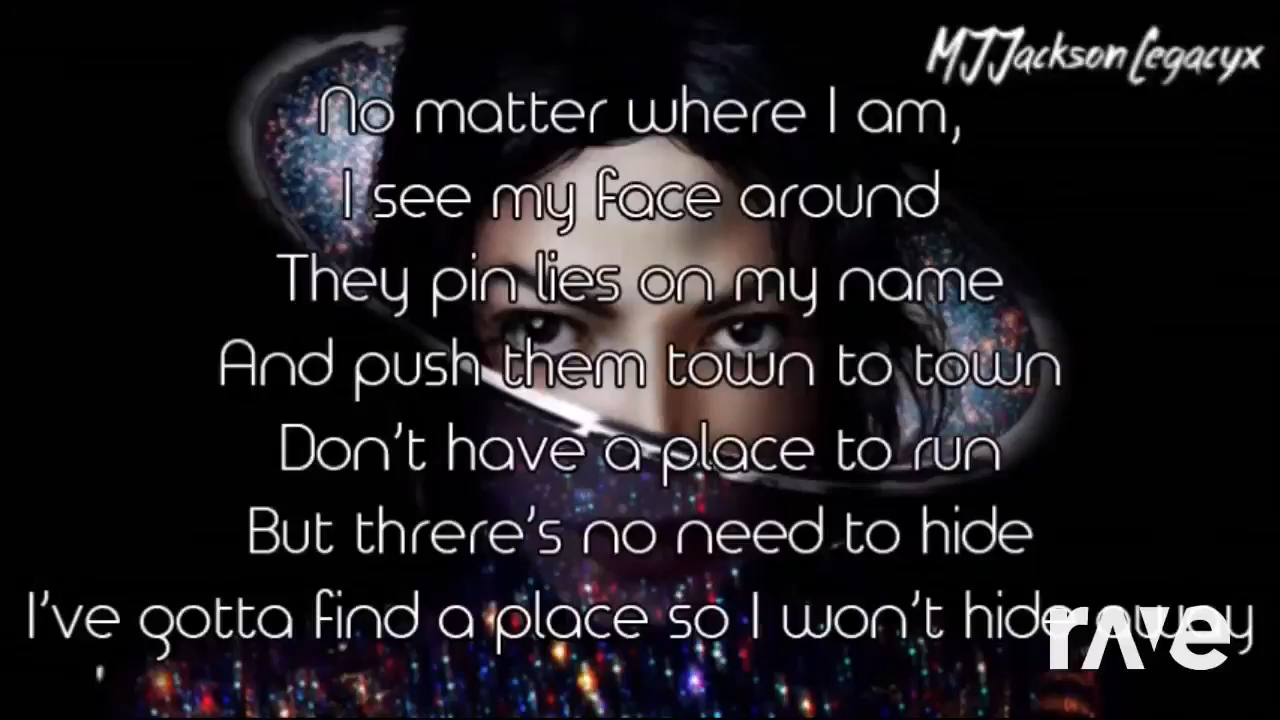 MJJacksonLegacyx
No matter where I am,
I see my face around
They pin lies on my name
And push them town to town
Don't have a place to run
But threre's no need to hide
I've gotta find a place so I won't hide away
rave